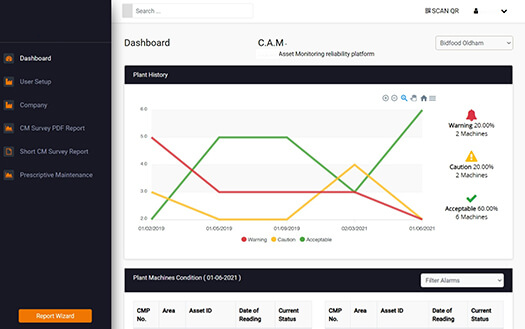 Search ...
SCAN QR
Dashboard
User Setup
Company
CM Survey PDF Report
Short CM Survey Report
Prescriptive Maintenance
Report Wizard
Dashboard
C.A.M -
Asset Monitoring reliability platform
Bidfood Oldham
Plant History
6.0
5.0
4.0
3.0
2.0
01/02/2019
01/05/2019
01/09/2019
02/03/2021
01/06/2021
Warning
Caution
Acceptable
Warning 20.00%
2 Machines
Caution 20.00%
2 Machines
Acceptable 60.00%
6 Machines
Plant Machines Condition ( 01-06-2021 )
Filter Alarms
CMP No.
Area
Asset ID
Date of Reading
Current Status
CMP No.
Area
Asset ID
Date of Reading
Current Status